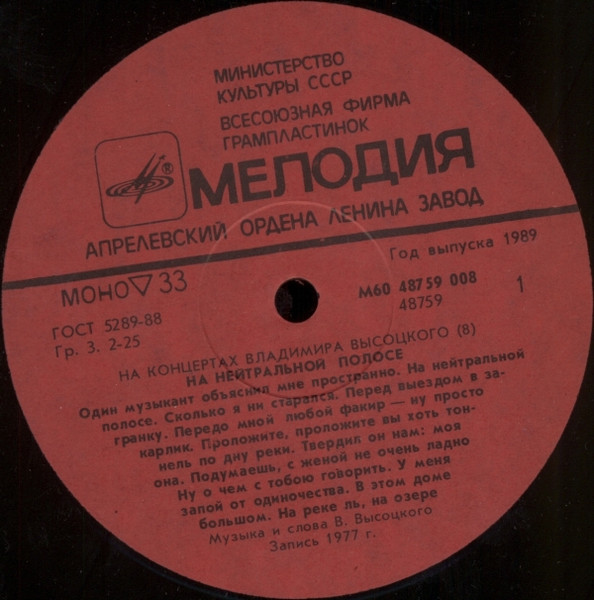 МИНИСТЕРСТВО
КУЛЬТУРЫ СССР
ВСЕСОЮЗНАЯ ФИРМА
ГРАМПЛАСТИНОК
®
МЕЛОДИЯ
АПРЕЛЕВСКИЙ ОРДЕНА ЛЕНИНА ЗАВОД
МОНО ▽ 33
Год выпуска 1989
ГОСТ 5289-88
Гр. 3. 2-25
М60 48759 008
48759
1
НА КОНЦЕРТАХ ВЛАДИМИРА ВЫСОЦКОГО (8)
НА НЕЙТРАЛЬНОЙ ПОЛОСЕ
Один музыкант объяснил мне пространно. На нейтральной
полосе. Сколько я ни старался. Перед выездом в за-
гранку. Передо мной любой факир — ну просто
карлик. Проложите, проложите вы хоть тон-
нель по дну реки. Твердил он нам: моя
она. Подумаешь, с женой не очень ладно
Ну о чем с тобою говорить. У меня
запой от одиночества. В этом доме
большом. На реке ль, на озере
Музыка и слова В. Высоцкого
Запись 1977 г.